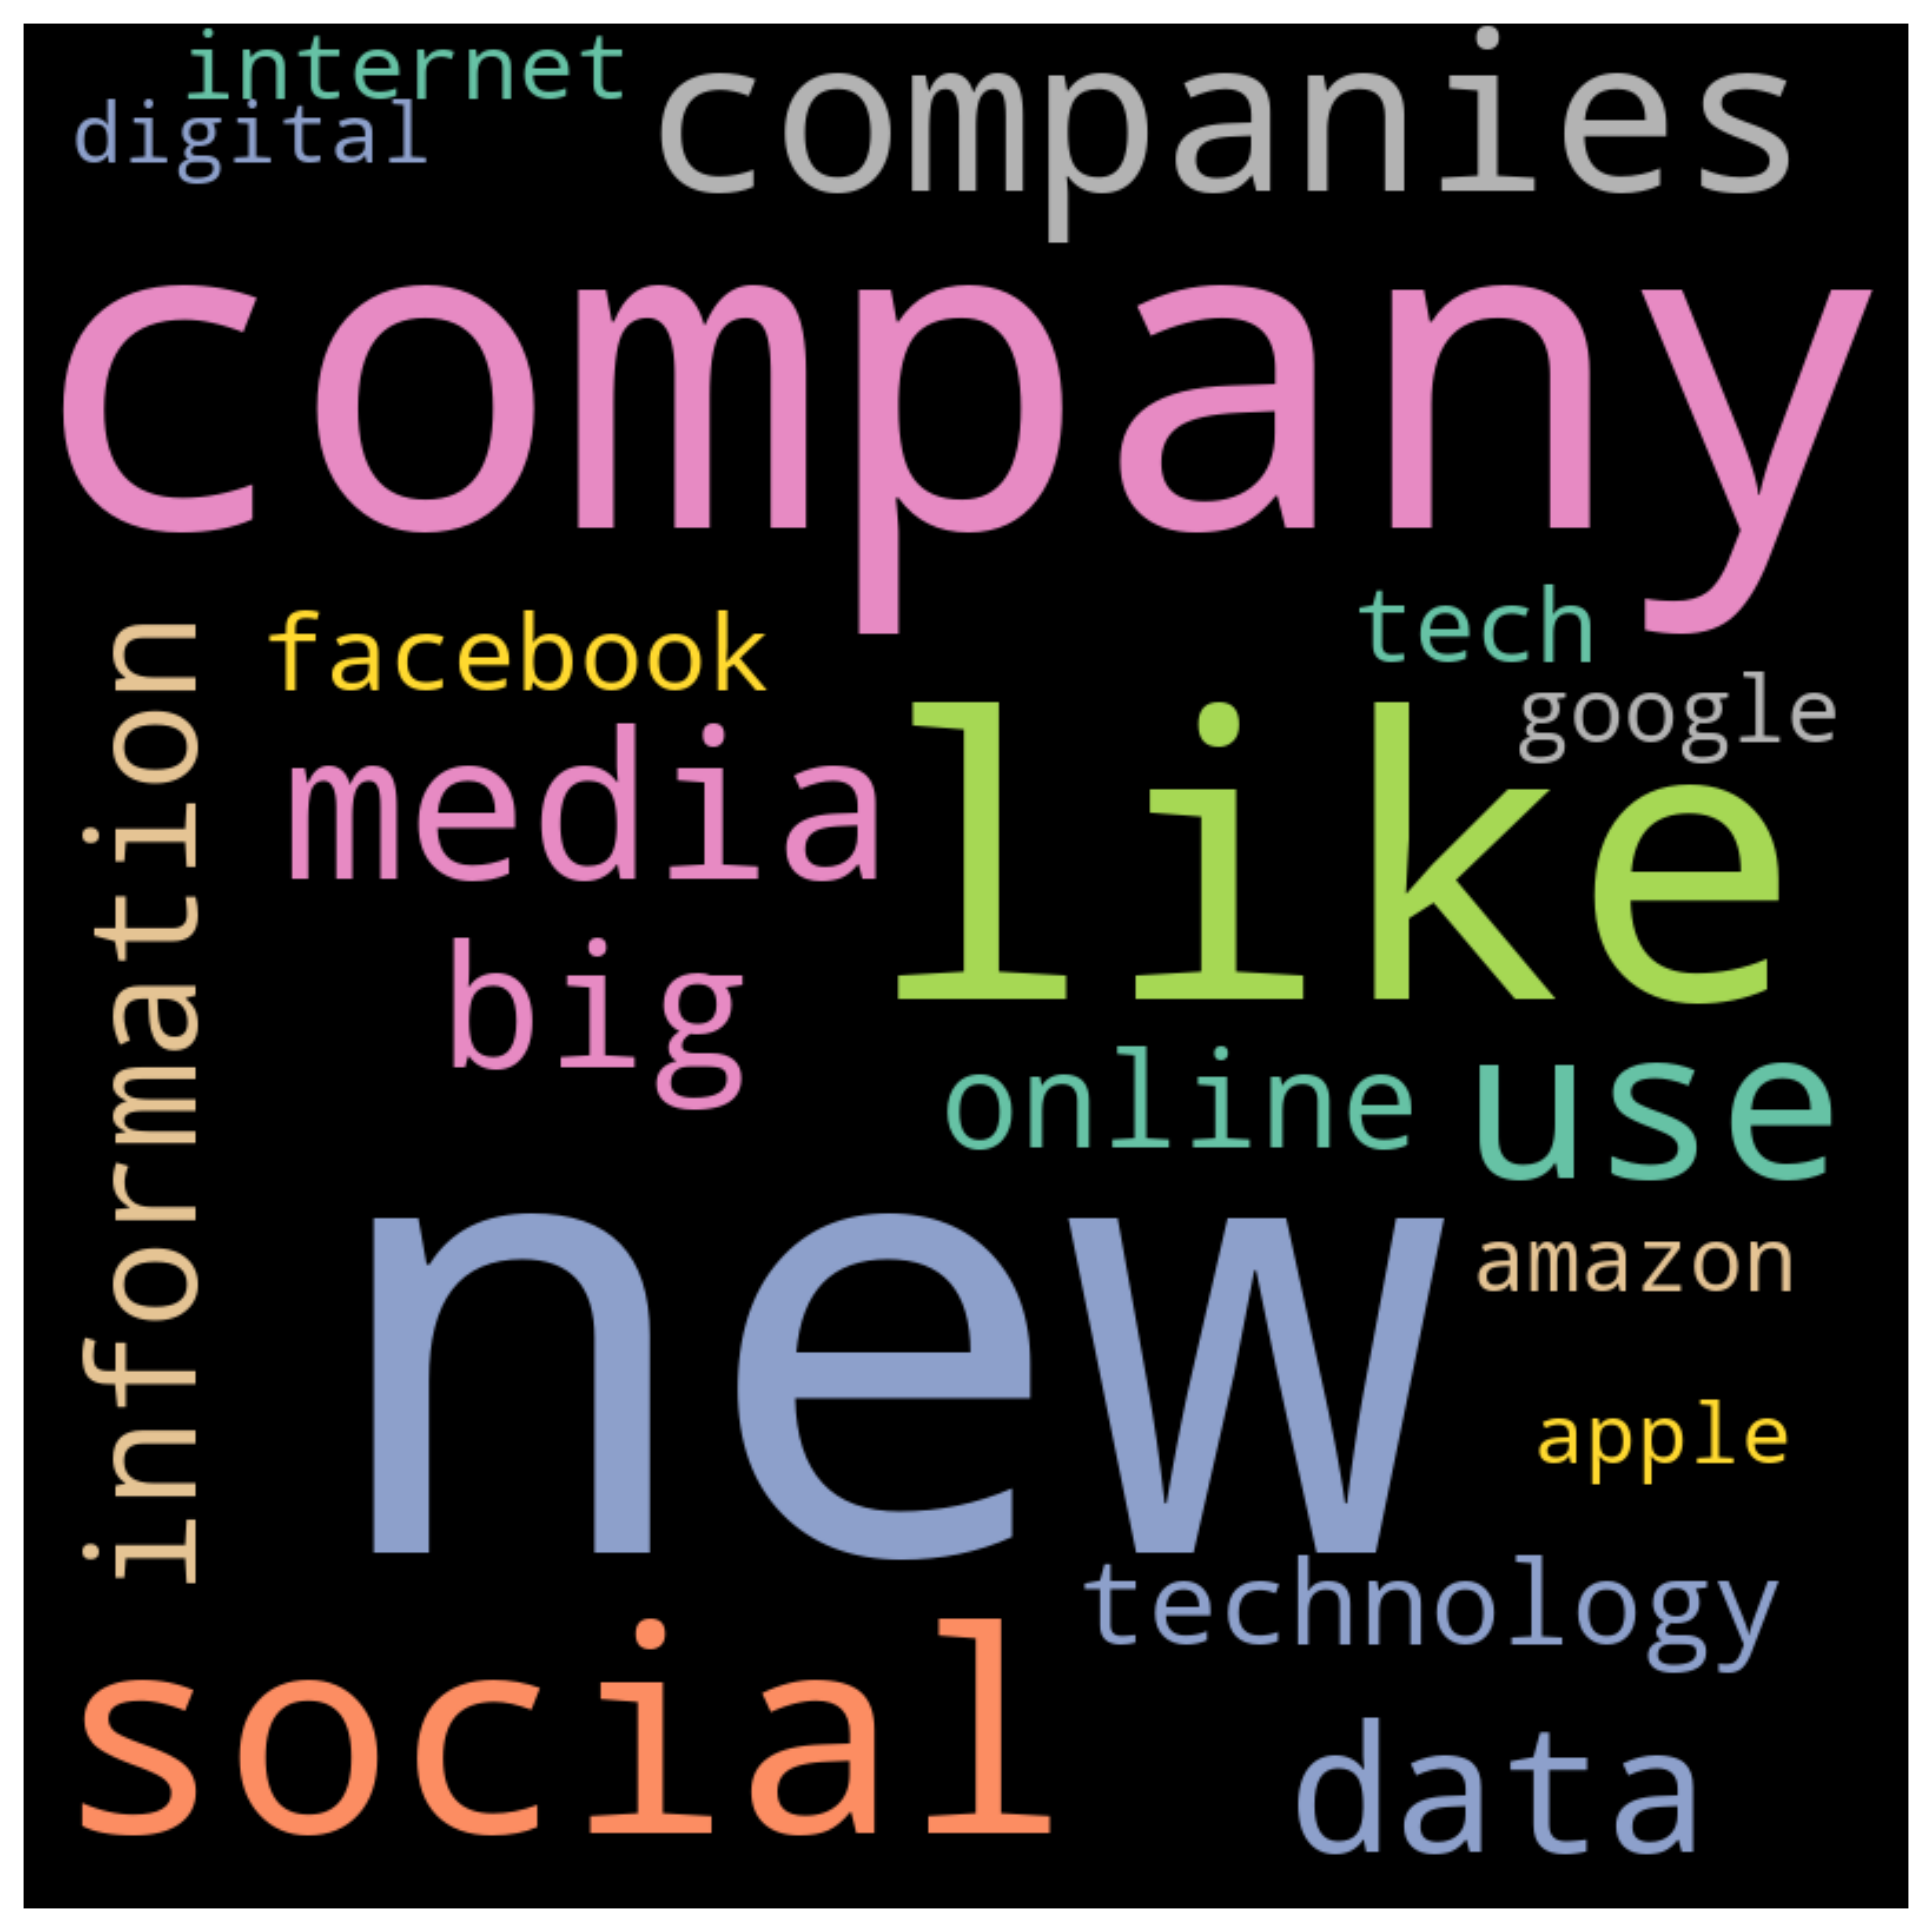 internet
companies
digital
company
tech
facebook
google
information
media
like
big
online
use
new
amazon
apple
technology
social
data